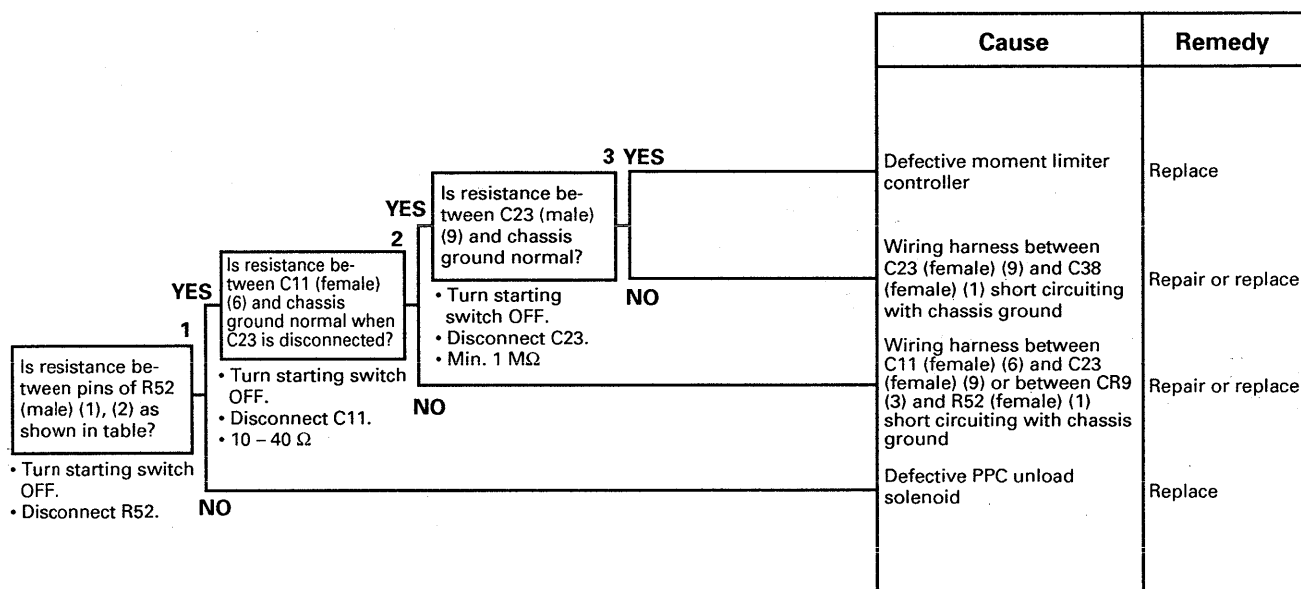 Cause
Remedy
3 YES
Is resistance be-
tween C23 (male)
(9) and chassis
ground normal?
• Turn starting
switch OFF.
• Disconnect C23.
• Min. 1 MΩ
NO
YES
2
Is resistance be-
tween C11 (female)
(6) and chassis
ground normal when
C23 is disconnected?
• Turn starting switch
OFF.
• Disconnect C11.
• 10 – 40 Ω
NO
YES
1
Is resistance be-
tween pins of R52
(male) (1), (2) as
shown in table?
• Turn starting switch
OFF.
• Disconnect R52.
NO
Defective moment limiter
controller
Replace
Wiring harness between
C23 (female) (9) and C38
(female) (1) short circuiting
with chassis ground
Repair or replace
Wiring harness between
C11 (female) (6) and C23
(female) (9) or between CR9
(3) and R52 (female) (1)
short circuiting with chassis
ground
Repair or replace
Defective PPC unload
solenoid
Replace